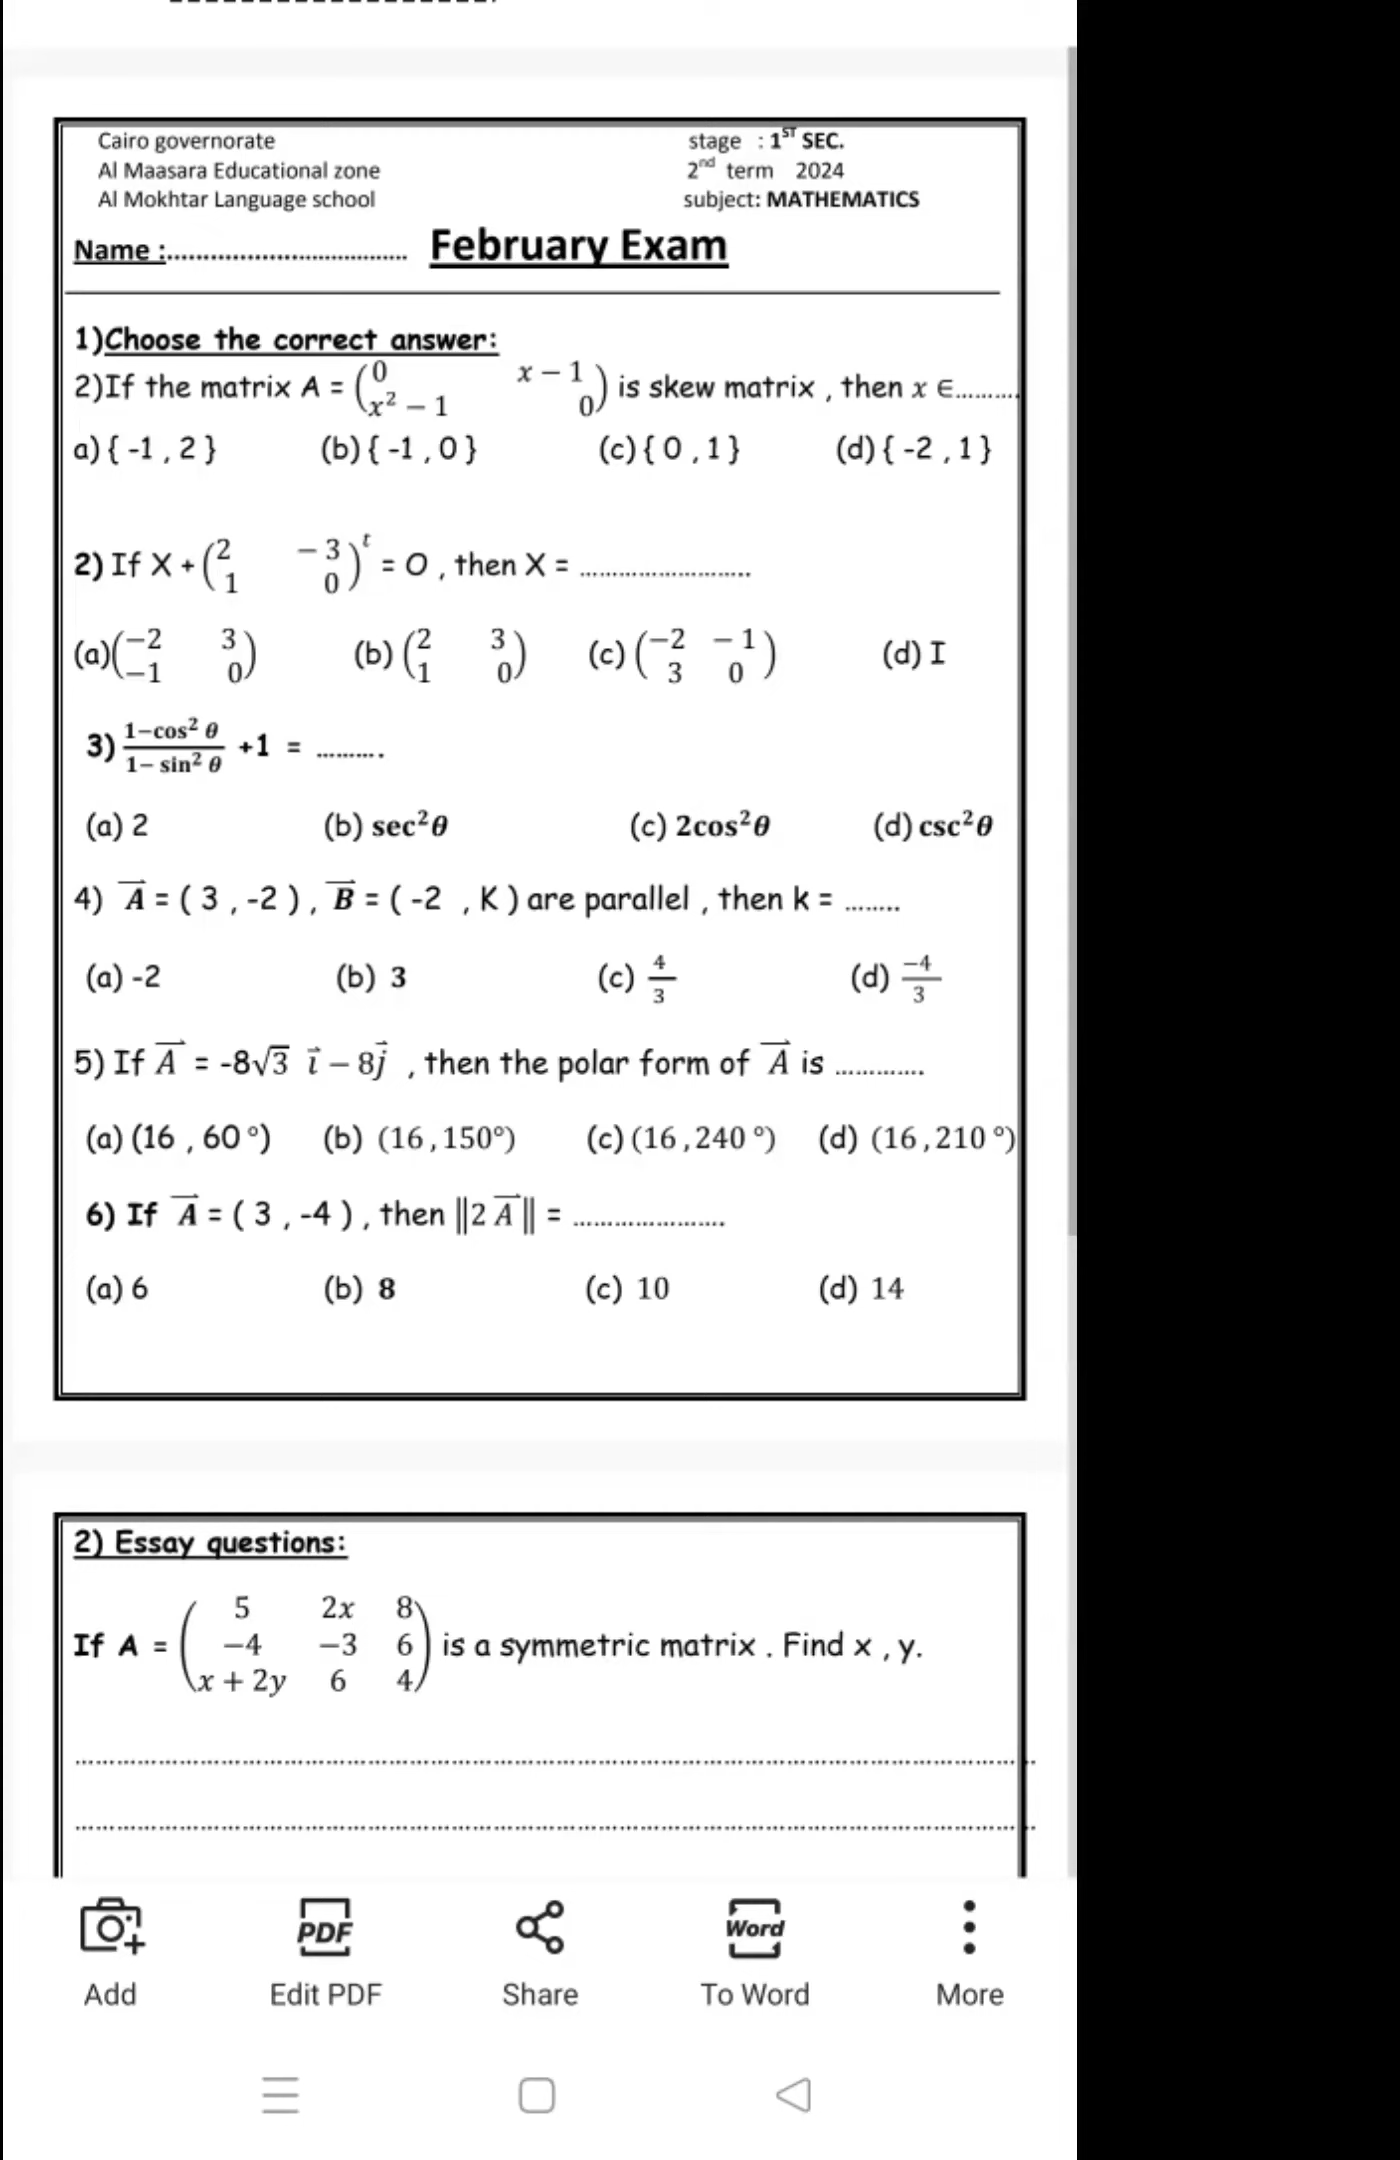 Cairo governorate stage : 1ST SEC.
Al Maasara Educational zone 2nd term 2024
Al Mokhtar Language school subject: MATHEMATICS
Name :................................... February Exam
1)Choose the correct answer:
2)If the matrix A = (0 x − 1 x² − 1 0) is skew matrix , then x ∈..........
a) { -1 , 2 } (b) { -1 , 0 } (c) { 0 , 1 } (d) { -2 , 1 }
2) If X + (2 − 3 1 0)ᵗ = O , then X = .........................
(a)(−2 3 −1 0) (b) (2 3 1 0) (c) (−2 − 1 3 0) (d) I
3) 1−cos² θ / 1− sin² θ +1 = ..........
(a) 2 (b) sec²θ (c) 2cos²θ (d) csc²θ
4) A⃗ = ( 3 , -2 ) , B⃗ = ( -2 , K ) are parallel , then k = ........
(a) -2 (b) 3 (c) 4/3 (d) −4/3
5) If A⃗ = -8√3 i⃗ − 8j⃗ , then the polar form of A⃗ is .............
(a) (16 , 60 °) (b) (16 , 150°) (c) (16 , 240 °) (d) (16 , 210 °)
6) If A⃗ = ( 3 , -4 ) , then ‖2 A⃗ ‖ = ......................
(a) 6 (b) 8 (c) 10 (d) 14
2) Essay questions:
If A = (5 2x 8 −4 −3 6 x + 2y 6 4) is a symmetric matrix . Find x , y.
Add Edit PDF Share To Word More
PDF Word